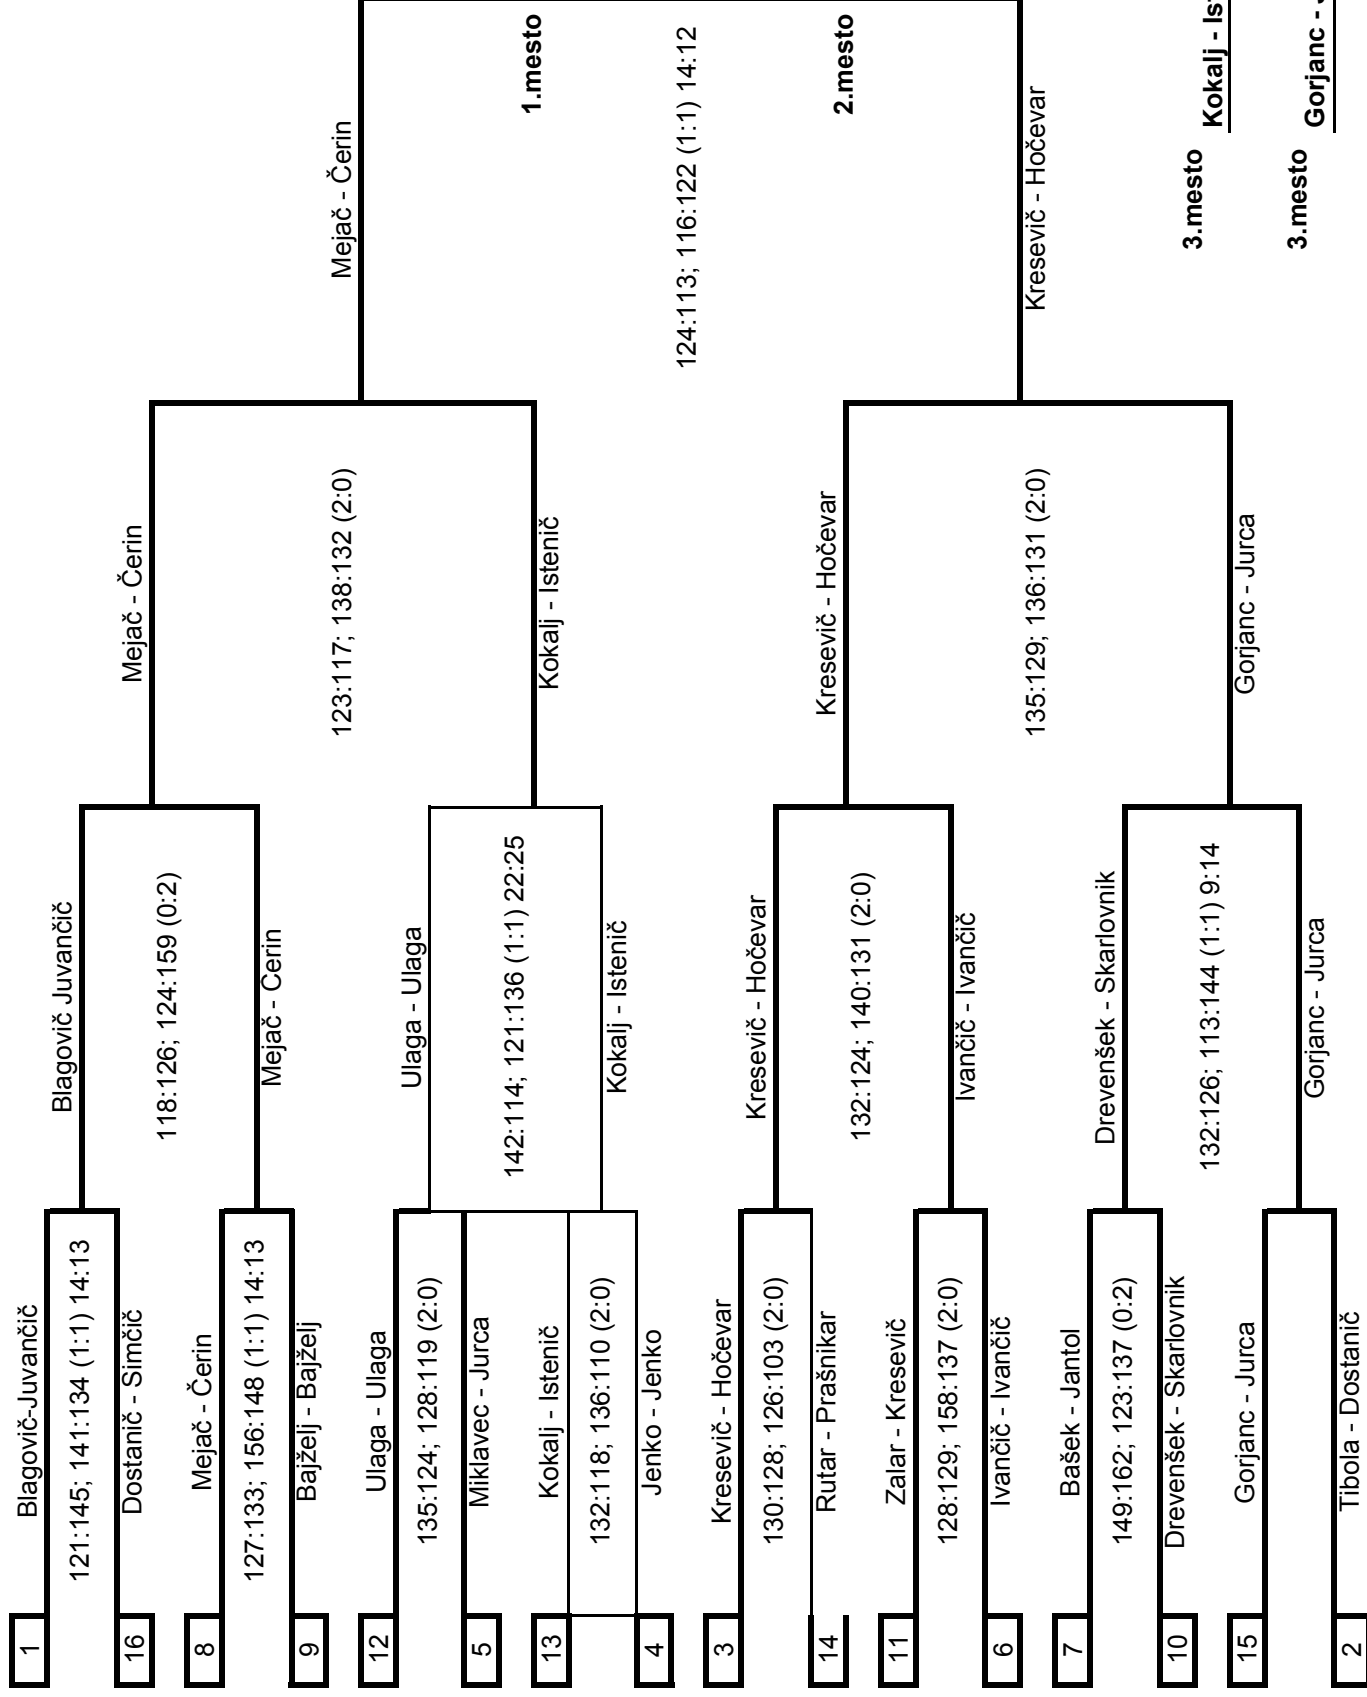 1
Blagovič-Juvančič
121:145; 141:134 (1:1) 14:13
16
Dostanič - Simčič
8
Mejač - Čerin
127:133; 156:148 (1:1) 14:13
9
Bajželj - Bajželj
12
Ulaga - Ulaga
135:124; 128:119 (2:0)
5
Miklavec - Jurca
13
Kokalj - Istenič
132:118; 136:110 (2:0)
4
Jenko - Jenko
3
Kresevič - Hočevar
130:128; 126:103 (2:0)
14
Rutar - Prašnikar
11
Zalar - Kresevič
128:129; 158:137 (2:0)
6
Ivančič - Ivančič
7
Bašek - Jantol
149:162; 123:137 (0:2)
10
Drevenšek - Skarlovnik
15
Gorjanc - Jurca
2
Tibola - Dostanič
Blagovič Juvančič
118:126; 124:159 (0:2)
Mejač - Cerin
Ulaga - Ulaga
142:114; 121:136 (1:1) 22:25
Kokalj - Istenič
Kresevič - Hočevar
132:124; 140:131 (2:0)
Ivančič - Ivančič
Drevenšek - Skarlovnik
132:126; 113:144 (1:1) 9:14
Gorjanc - Jurca
Mejač - Čerin
123:117; 138:132 (2:0)
Kokalj - Istenič
Kresevič - Hočevar
135:129; 136:131 (2:0)
Gorjanc - Jurca
Mejač - Čerin
1.mesto
124:113; 116:122 (1:1) 14:12
2.mesto
Kresevič - Hočevar
3.mesto Kokalj - Is
3.mesto Gorjanc -